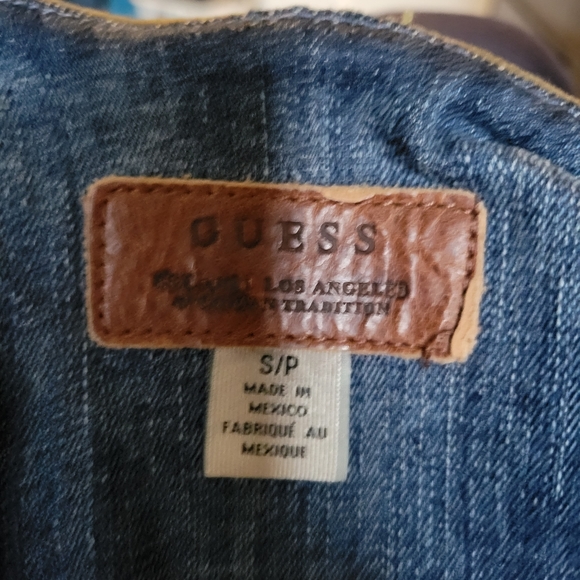 GUESS
LOS ANGELES
TRADITION
S/P
MADE IN
MEXICO
FABRIQUÉ AU
MEXIQUE